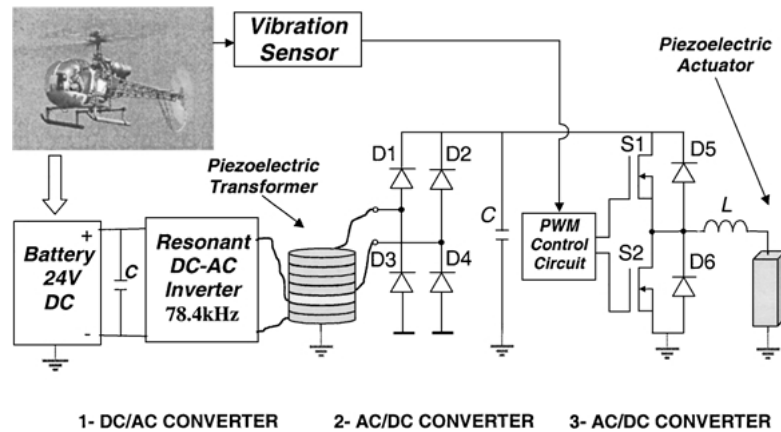 Vibration
Sensor
Piezoelectric
Actuator
Piezoelectric
Transformer
D1
D2
S1
D5
Battery
24V
DC
+
-
C
Resonant
DC-AC
Inverter
78.4kHz
D3
D4
C
PWM
Control
Circuit
S2
D6
L
1- DC/AC CONVERTER
2- AC/DC CONVERTER
3- AC/DC CONVERTER